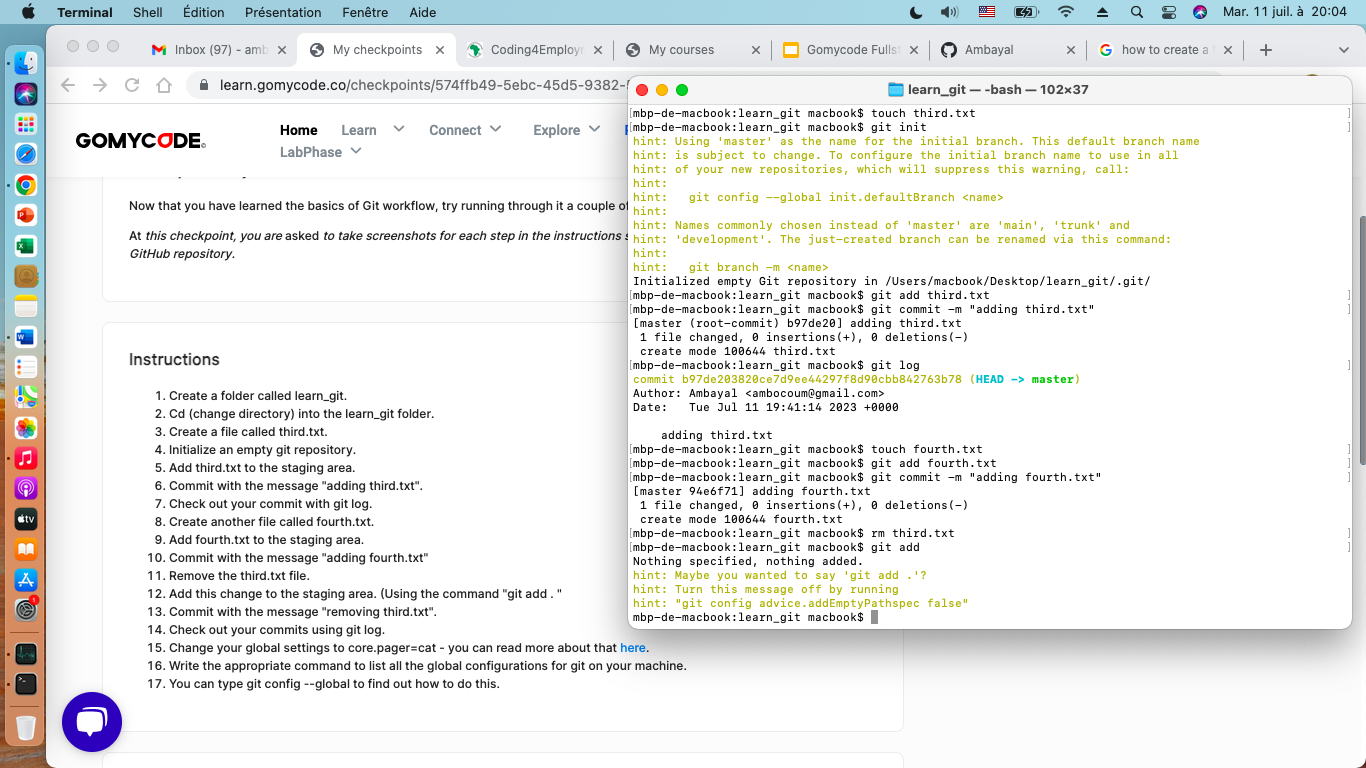 Terminal Shell Édition Présentation Fenêtre Aide Mar. 11 juil. à 20:04
Inbox (97) - amb
My checkpoints
Coding4Employ
My courses
Gomycode Fulls
Ambayal
how to create a
learn.gomycode.co/checkpoints/574ffb49-5ebc-45d5-9382-
GOMYCODE
Home Learn Connect Explore
LabPhase
Now that you have learned the basics of Git workflow, try running through it a couple of
At this checkpoint, you are asked to take screenshots for each step in the instructions
GitHub repository.
Instructions
1. Create a folder called learn_git.
2. Cd (change directory) into the learn_git folder.
3. Create a file called third.txt.
4. Initialize an empty git repository.
5. Add third.txt to the staging area.
6. Commit with the message "adding third.txt".
7. Check out your commit with git log.
8. Create another file called fourth.txt.
9. Add fourth.txt to the staging area.
10. Commit with the message "adding fourth.txt"
11. Remove the third.txt file.
12. Add this change to the staging area. (Using the command "git add . "
13. Commit with the message "removing third.txt".
14. Check out your commits using git log.
15. Change your global settings to core.pager=cat - you can read more about that here.
16. Write the appropriate command to list all the global configurations for git on your machine.
17. You can type git config --global to find out how to do this.
learn_git — -bash — 102×37
[mbp-de-macbook:learn_git macbook$ touch third.txt ]
[mbp-de-macbook:learn_git macbook$ git init ]
hint: Using 'master' as the name for the initial branch. This default branch name
hint: is subject to change. To configure the initial branch name to use in all
hint: of your new repositories, which will suppress this warning, call:
hint:
hint:   git config --global init.defaultBranch <name>
hint:
hint: Names commonly chosen instead of 'master' are 'main', 'trunk' and
hint: 'development'. The just-created branch can be renamed via this command:
hint:
hint:   git branch -m <name>
Initialized empty Git repository in /Users/macbook/Desktop/learn_git/.git/
[mbp-de-macbook:learn_git macbook$ git add third.txt ]
[mbp-de-macbook:learn_git macbook$ git commit -m "adding third.txt" ]
[master (root-commit) b97de20] adding third.txt
 1 file changed, 0 insertions(+), 0 deletions(-)
 create mode 100644 third.txt
[mbp-de-macbook:learn_git macbook$ git log ]
commit b97de203820ce7d9ee44297f8d90cbb842763b78 (HEAD -> master)
Author: Ambayal <ambocoum@gmail.com>
Date:   Tue Jul 11 19:41:14 2023 +0000
    adding third.txt
[mbp-de-macbook:learn_git macbook$ touch fourth.txt ]
[mbp-de-macbook:learn_git macbook$ git add fourth.txt ]
[mbp-de-macbook:learn_git macbook$ git commit -m "adding fourth.txt" ]
[master 94e6f71] adding fourth.txt
 1 file changed, 0 insertions(+), 0 deletions(-)
 create mode 100644 fourth.txt
[mbp-de-macbook:learn_git macbook$ rm third.txt ]
[mbp-de-macbook:learn_git macbook$ git add ]
Nothing specified, nothing added.
hint: Maybe you wanted to say 'git add .'?
hint: Turn this message off by running
hint: "git config advice.addEmptyPathspec false"
mbp-de-macbook:learn_git macbook$